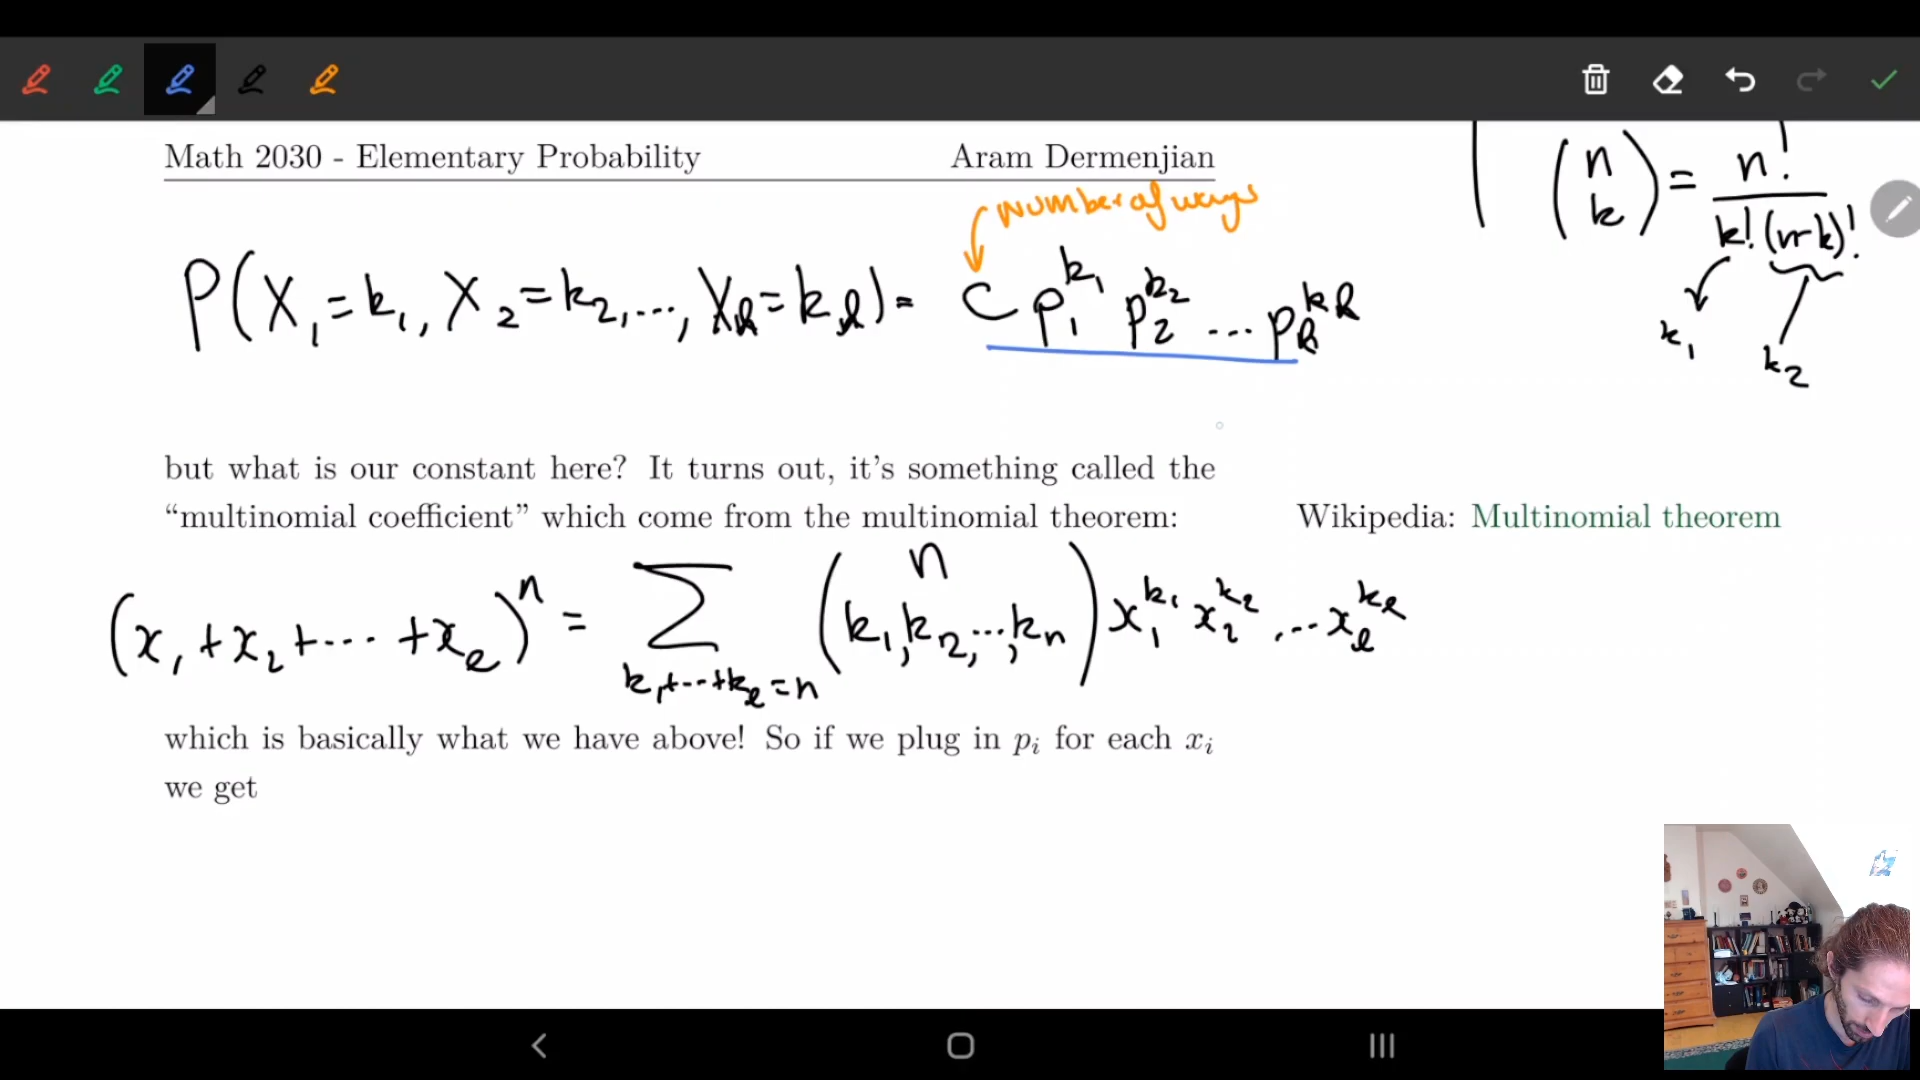 Math 2030 - Elementary Probability Aram Dermenjian
number of ways
P(X₁=k₁, X₂=k₂,..., Xℓ=kℓ) = C p₁^k₁ p₂^k₂ ... pℓ^kℓ
(n k) = n! / k!(n-k)!
k₁
k₂
but what is our constant here? It turns out, it's something called the
“multinomial coefficient” which come from the multinomial theorem:
Wikipedia: Multinomial theorem
(x₁+x₂+···+xℓ)^n = Σ k₁+···+kℓ=n (n k₁,k₂,...,kn) x₁^k₁ x₂^k₂ ... xℓ^kℓ
which is basically what we have above! So if we plug in pᵢ for each xᵢ
we get